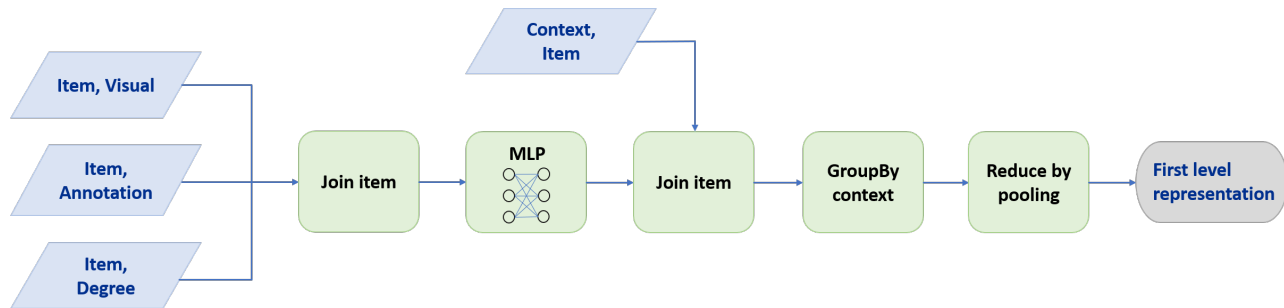 Item, Visual
Item,
Annotation
Item,
Degree
Join item
MLP
Context,
Item
Join item
GroupBy
context
Reduce by
pooling
First level
representation